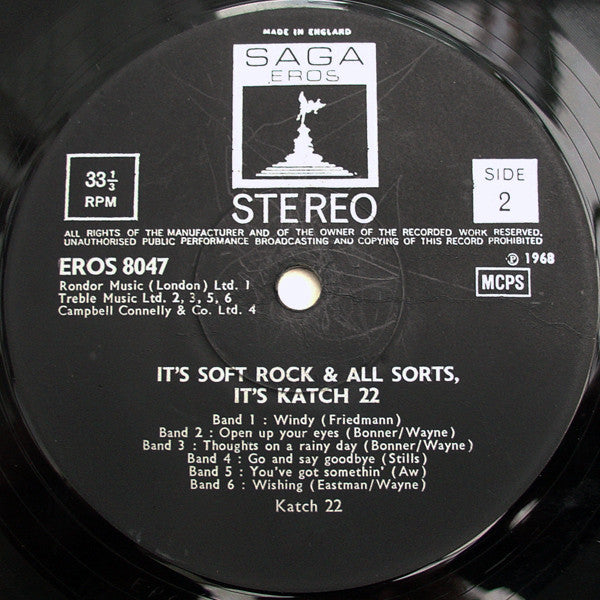 MADE IN ENGLAND
SAGA
EROS
33 1/3
RPM
SIDE
2
STEREO
ALL RIGHTS OF THE MANUFACTURER AND OF THE OWNER OF THE RECORDED WORK RESERVED,
UNAUTHORISED PUBLIC PERFORMANCE BROADCASTING AND COPYING OF THIS RECORD PROHIBITED
EROS 8047
℗ 1968
Rondor Music (London) Ltd. 1
Treble Music Ltd. 2, 3, 5, 6
Campbell Connelly & Co. Ltd. 4
MCPS
IT'S SOFT ROCK & ALL SORTS,
IT'S KATCH 22
Band 1 : Windy (Friedmann)
Band 2 : Open up your eyes (Bonner/Wayne)
Band 3 : Thoughts on a rainy day (Bonner/Wayne)
Band 4 : Go and say goodbye (Stills)
Band 5 : You've got somethin' (Aw)
Band 6 : Wishing (Eastman/Wayne)
Katch 22